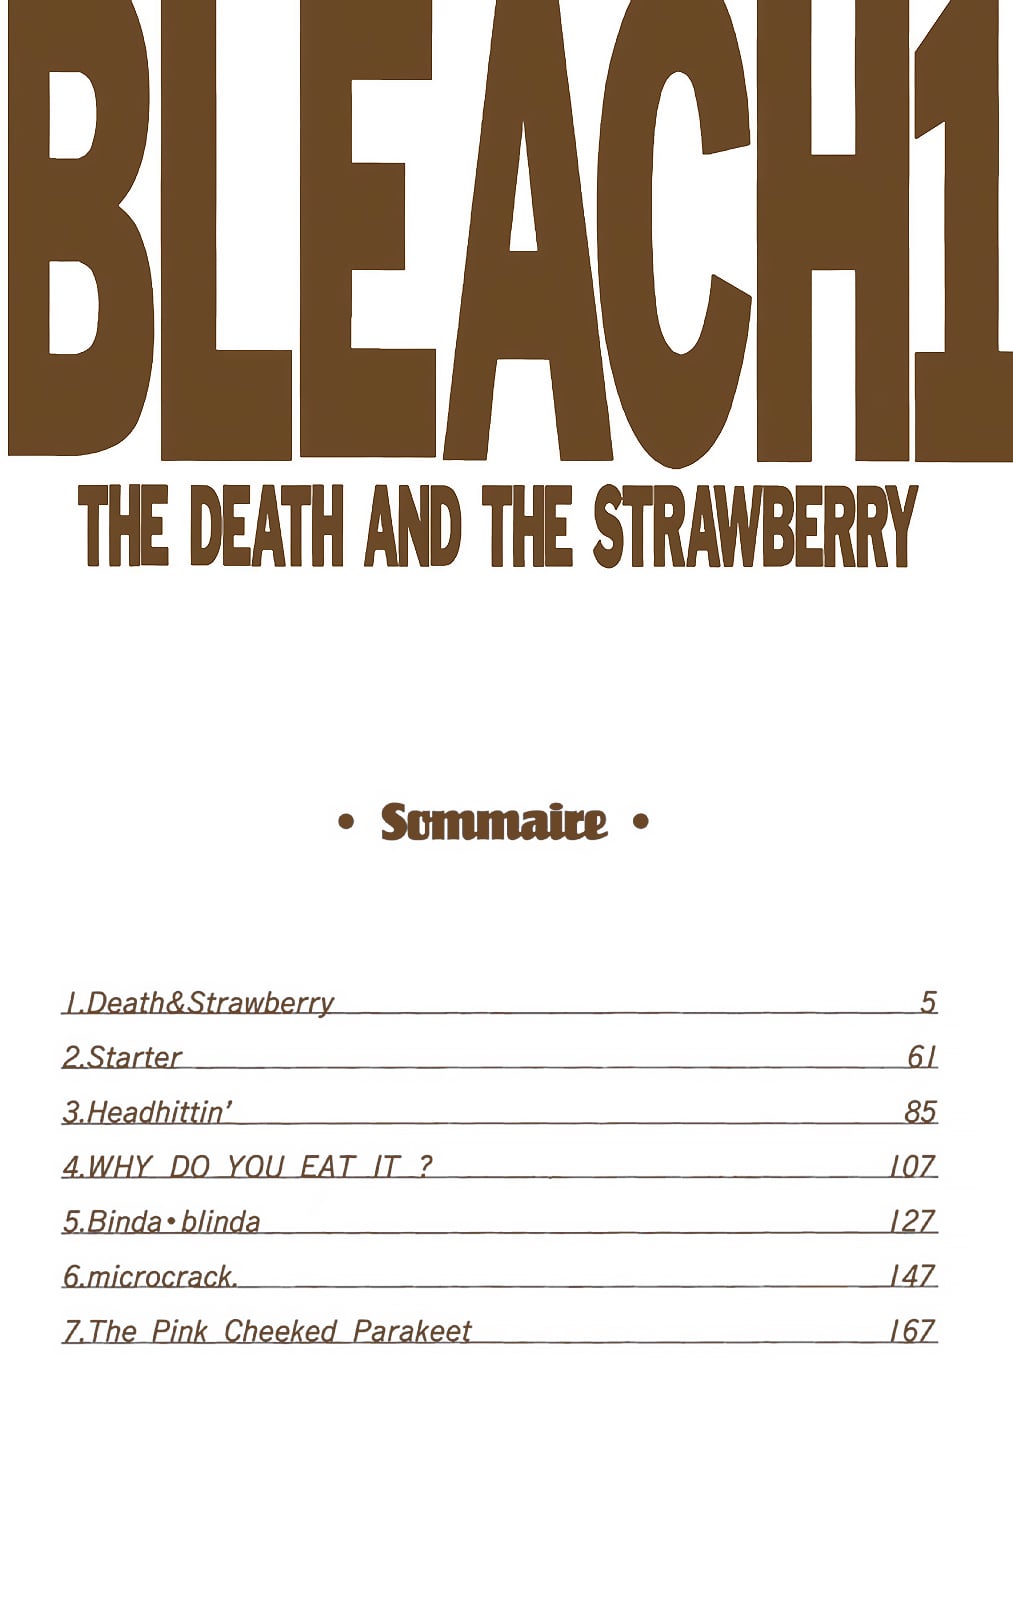 BLEACH1
THE DEATH AND THE STRAWBERRY
• Sommaire •
1.Death&Strawberry 5
2.Starter 61
3.Headhittin’ 85
4.WHY DO YOU EAT IT ? 107
5.Binda•blinda 127
6.microcrack. 147
7.The Pink Cheeked Parakeet 167